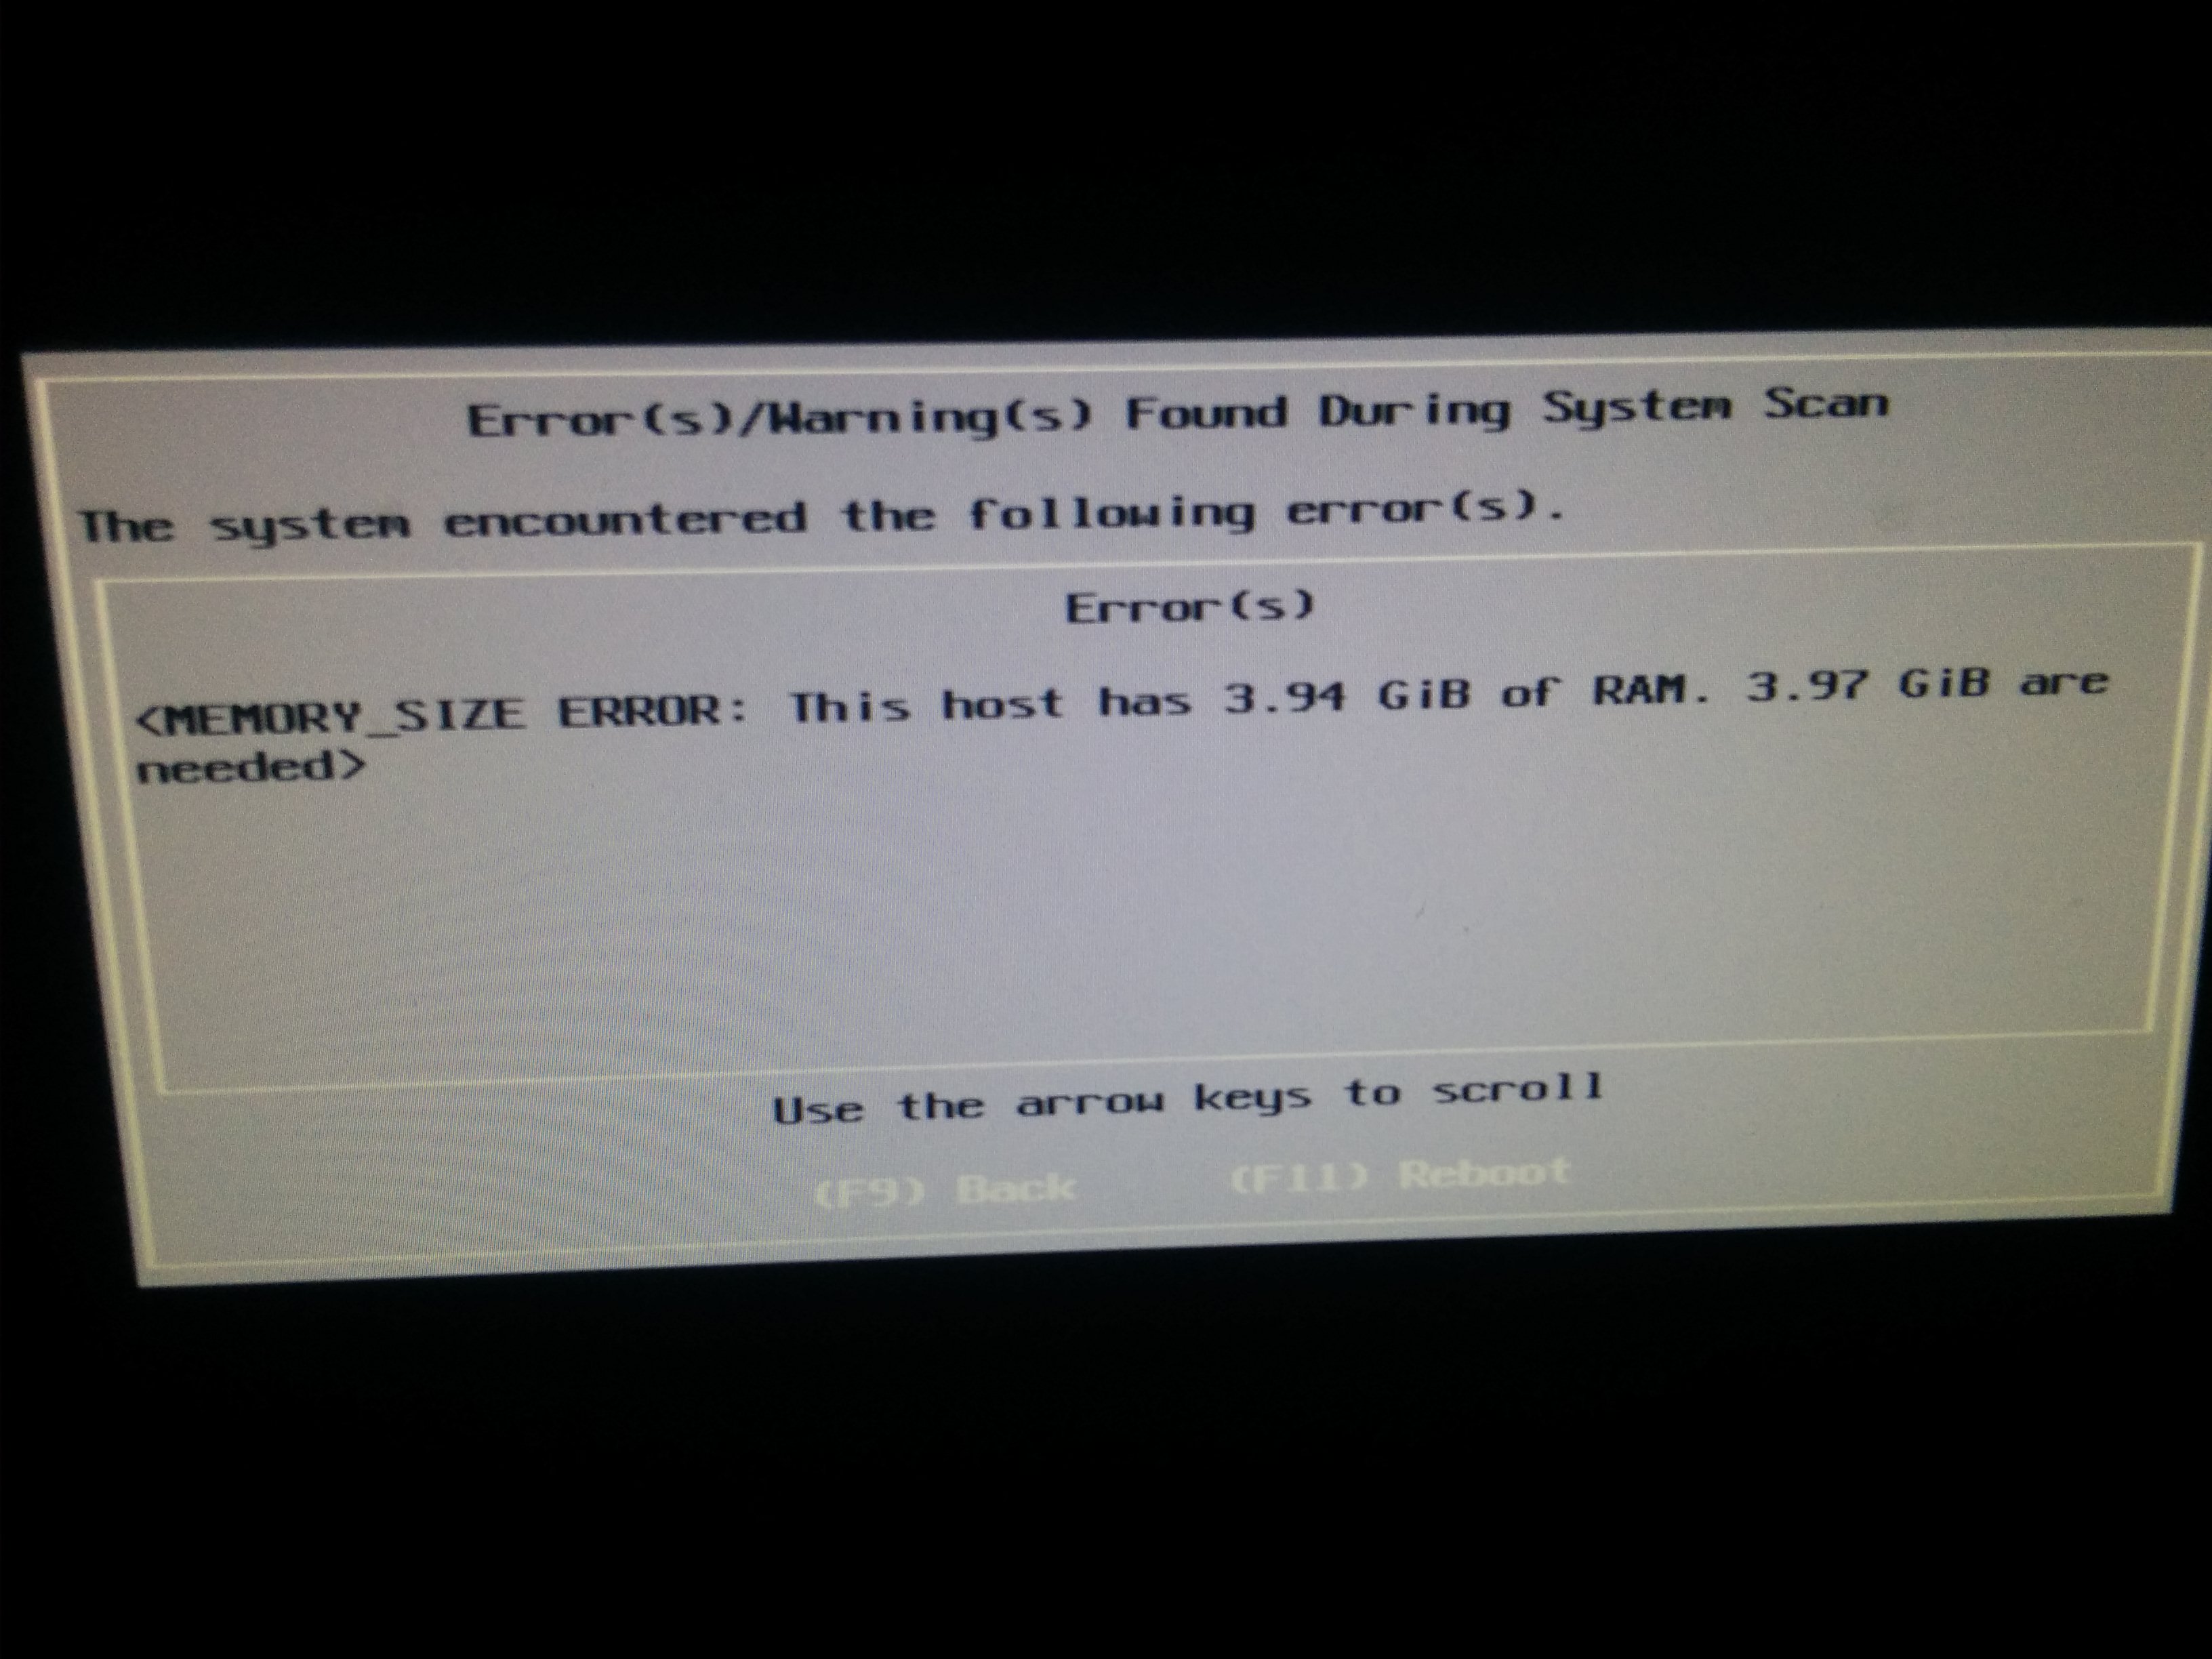 Error(s)/Warning(s) Found During System Scan
The system encountered the following error(s).
Error(s)
<MEMORY_SIZE ERROR: This host has 3.94 GiB of RAM. 3.97 GiB are
needed>
Use the arrow keys to scroll
(F9) Back (F11) Reboot